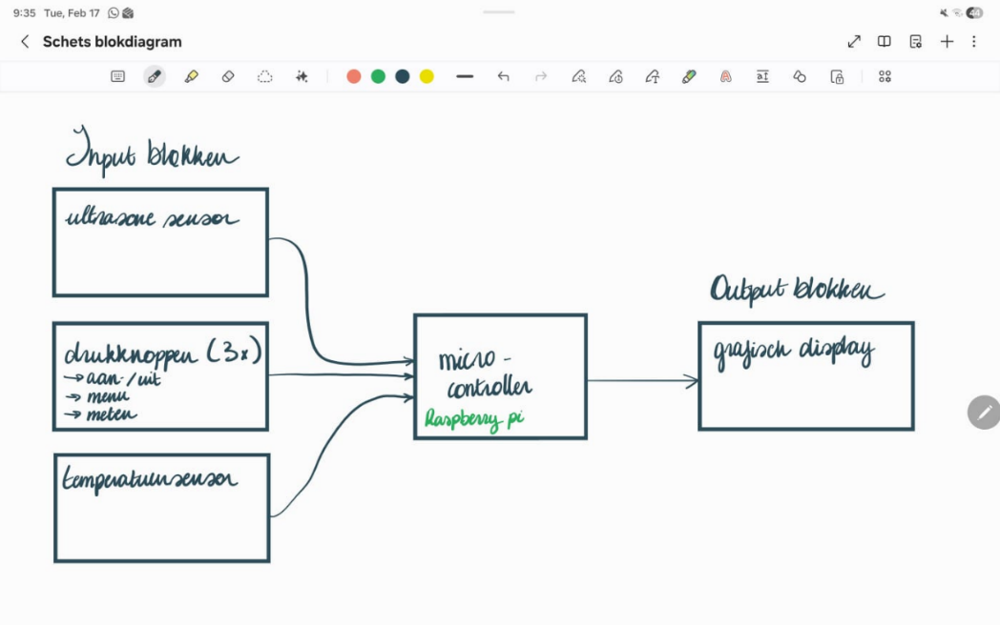 9:35 Tue, Feb 17
44
Schets blokdiagram
Input blokken
ultrasone sensor
drukknoppen (3x)
→ aan/uit
→ menu
→ meten
temperatuursensor
micro-
controller
Raspberry pi
Output blokken
grafisch display